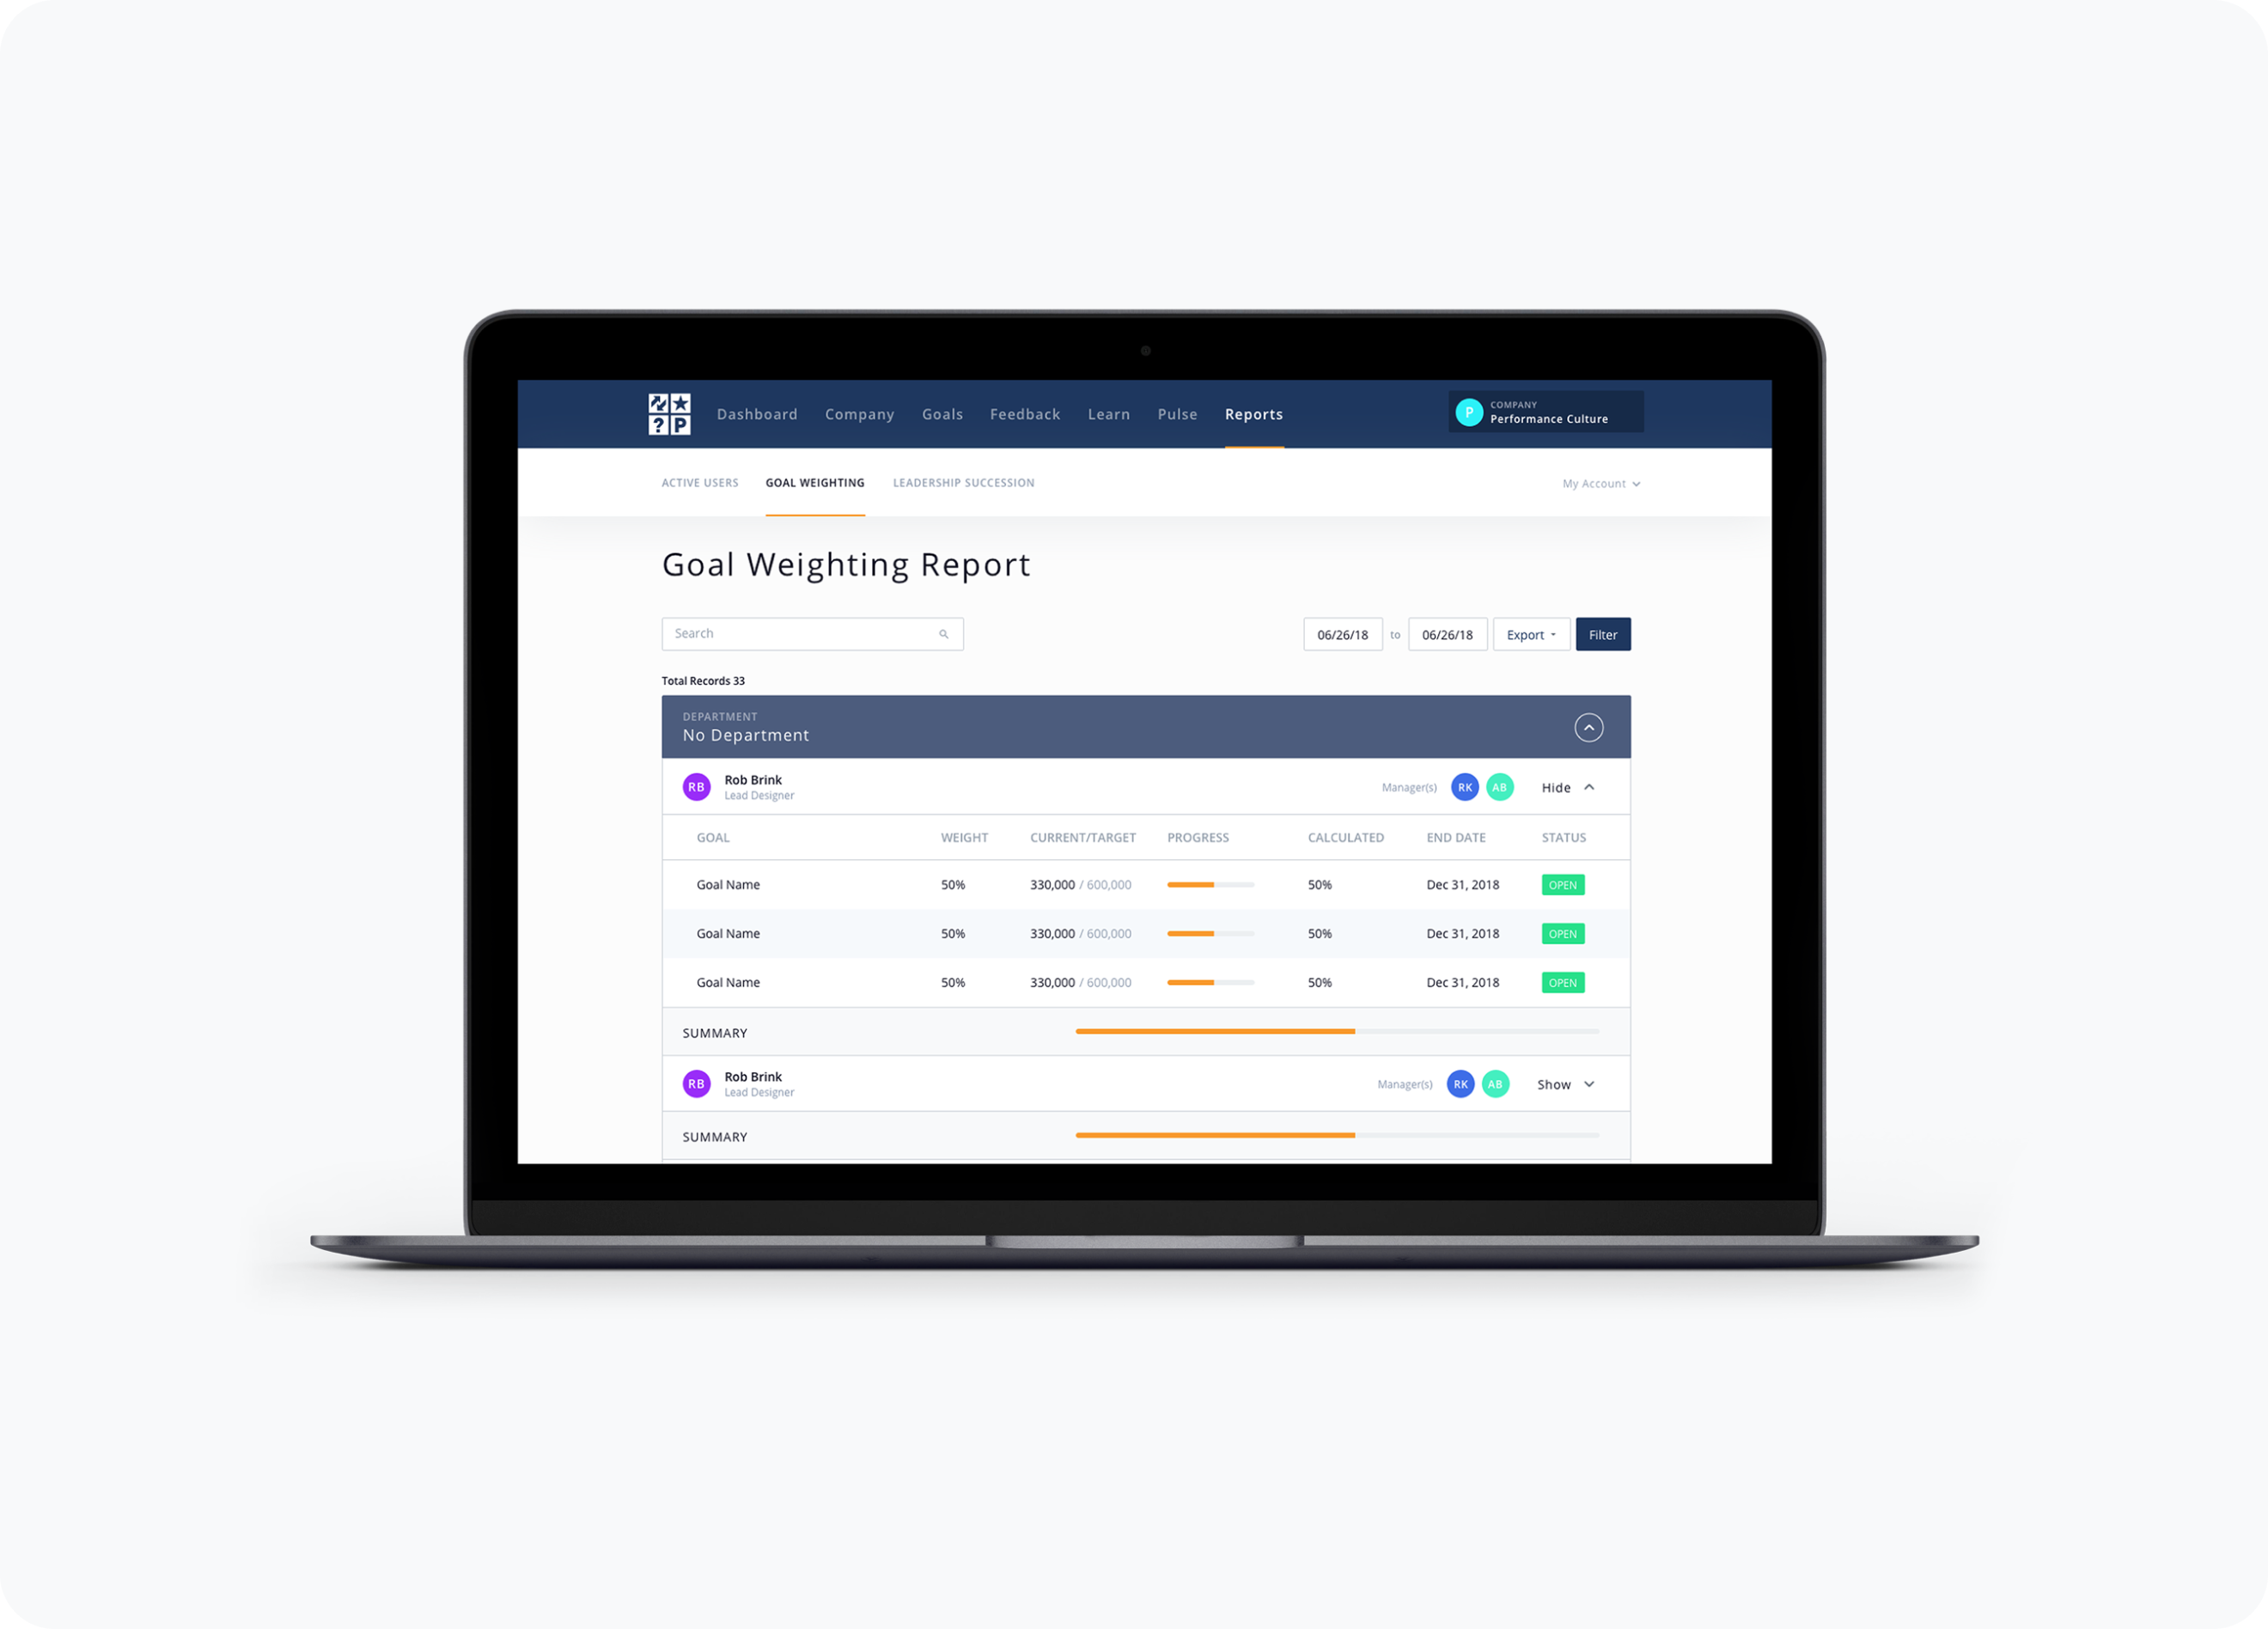 Dashboard Company Goals Feedback Learn Pulse Reports
P COMPANY
Performance Culture
? P
ACTIVE USERS GOAL WEIGHTING LEADERSHIP SUCCESSION My Account
Goal Weighting Report
Search 06/26/18 to 06/26/18 Export Filter
Total Records 33
DEPARTMENT
No Department
RB Rob Brink Manager(s) RK AB Hide
Lead Designer
GOAL WEIGHT CURRENT/TARGET PROGRESS CALCULATED END DATE STATUS
Goal Name 50% 330,000 / 600,000 50% Dec 31, 2018 OPEN
Goal Name 50% 330,000 / 600,000 50% Dec 31, 2018 OPEN
Goal Name 50% 330,000 / 600,000 50% Dec 31, 2018 OPEN
SUMMARY
RB Rob Brink Manager(s) RK AB Show
Lead Designer
SUMMARY